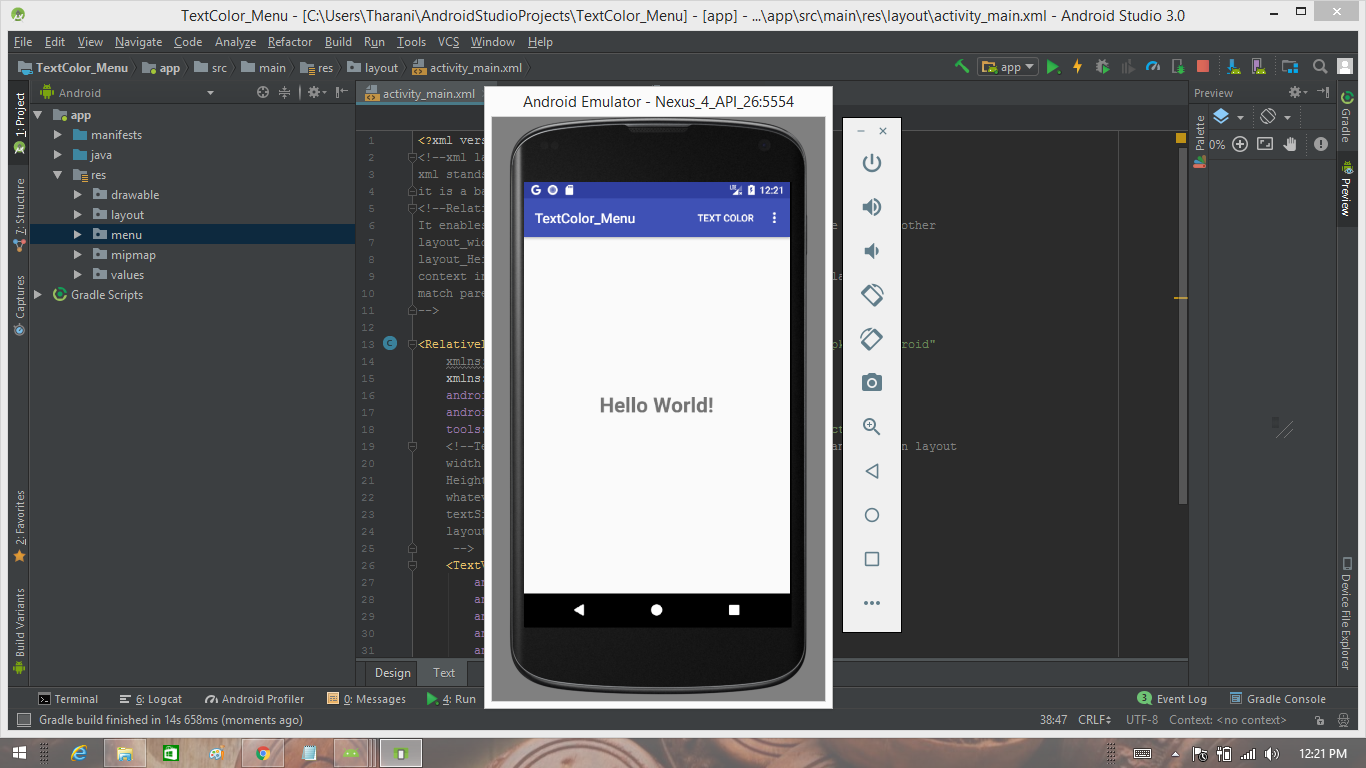 TextColor_Menu - [C:\Users\Tharani\AndroidStudioProjects\TextColor_Menu] - [app] - ...\app\src\main\res\layout\activity_main.xml - Android Studio 3.0
File Edit View Navigate Code Analyze Refactor Build Run Tools VCS Window Help
TextColor_Menu app src main res layout activity_main.xml app
1: Project
7: Structure
Captures
2: Favorites
Build Variants
Android
app
manifests
java
res
drawable
layout
menu
mipmap
values
Gradle Scripts
activity_main.xml
1 <?xml vers
2 <!--xml la
3 xml stands
4 it is a ba
5 <!--Relati
6 It enables other
7 layout_wid
8 layout_Hei
9 context in la
10 match pare
11 -->
12
13 <RelativeL roid"
14 xmlns:
15 xmlns:
16 androi
17 androi
18 tools:
19 <!--Te n layout
20 width
21 Height
22 whatev
23 textSi
24 layout
25 -->
26 <TextV
27 an
28 an
29 an
30 an
31 an
Design Text
Android Emulator - Nexus_4_API_26:5554
12:21
TextColor_Menu TEXT COLOR
Hello World!
Preview
Palette
0%
Gradle
Preview
Device File Explorer
Terminal 6: Logcat Android Profiler 0: Messages 4: Run 3 Event Log Gradle Console
Gradle build finished in 14s 658ms (moments ago) 38:47 CRLF UTF-8 Context: <no context>
12:21 PM